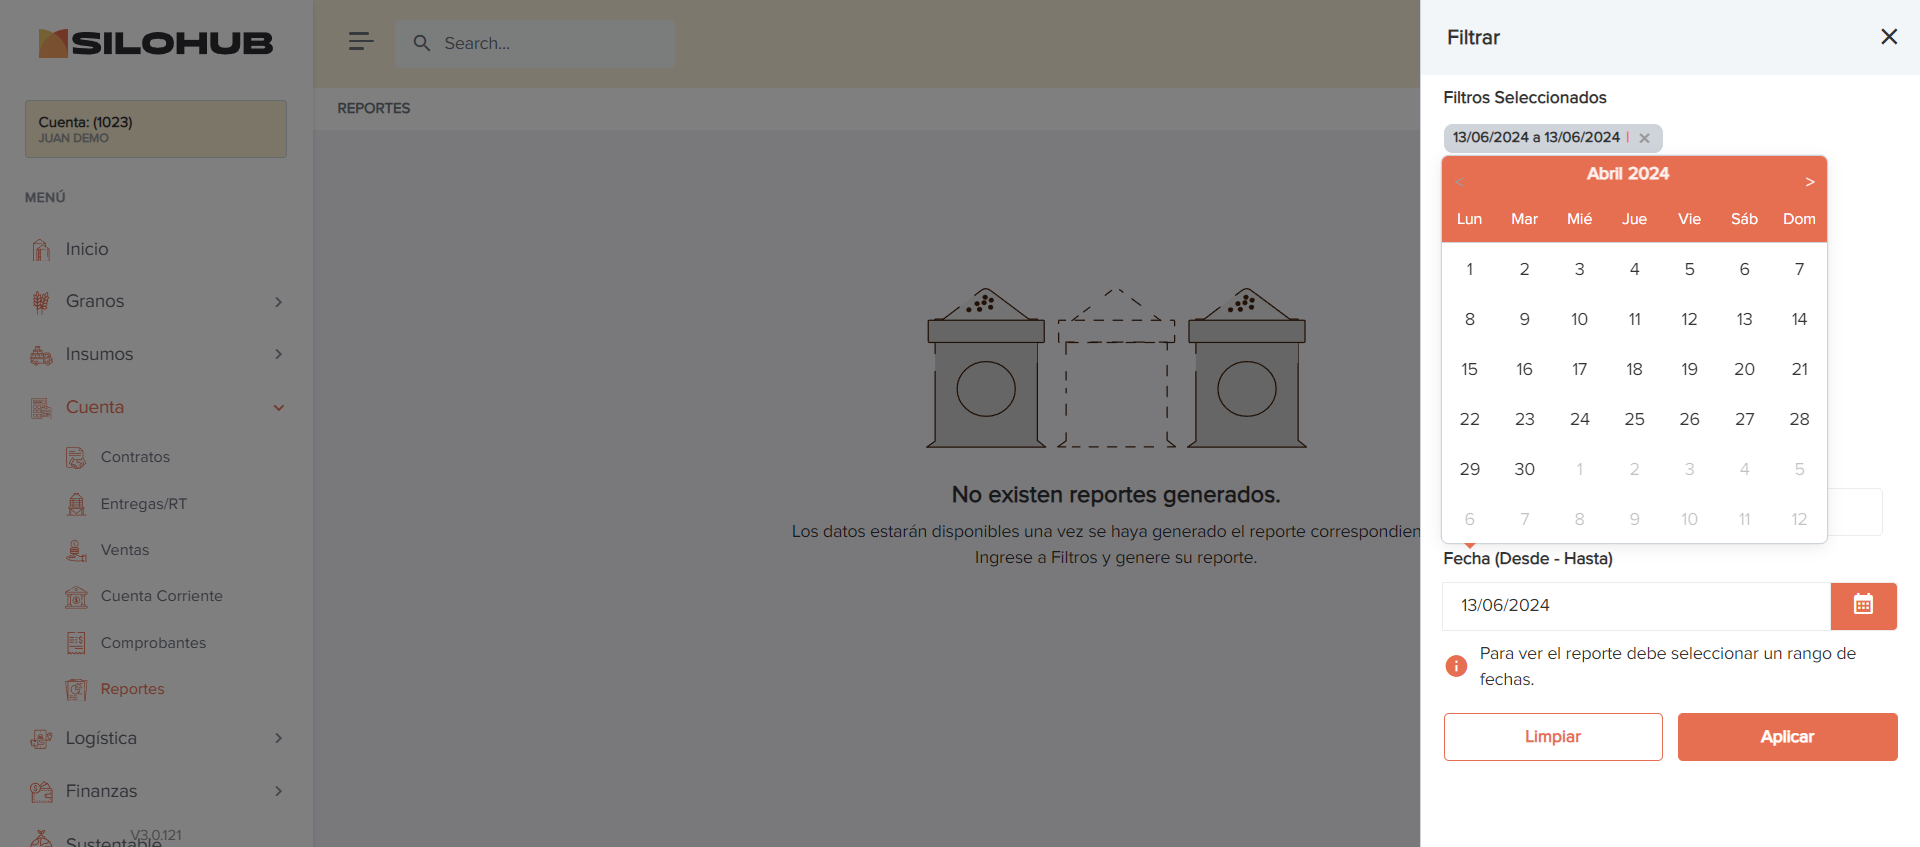 SILOHUB
Cuenta: (1023)
JUAN DEMO
MENÚ
Inicio
Granos
Insumos
Cuenta
Contratos
Entregas/RT
Ventas
Cuenta Corriente
Comprobantes
Reportes
Logística
Finanzas
V3.0.121
Sustentable
Search...
REPORTES
No existen reportes generados.
Los datos estarán disponibles una vez se haya generado el reporte correspondien
Ingrese a Filtros y genere su reporte.
Filtrar
Filtros Seleccionados
13/06/2024 a 13/06/2024 |
< Abril 2024 >
Lun Mar Mié Jue Vie Sáb Dom
1 2 3 4 5 6 7
8 9 10 11 12 13 14
15 16 17 18 19 20 21
22 23 24 25 26 27 28
29 30 1 2 3 4 5
6 7 8 9 10 11 12
Fecha (Desde - Hasta)
13/06/2024
Para ver el reporte debe seleccionar un rango de
fechas.
Limpiar
Aplicar